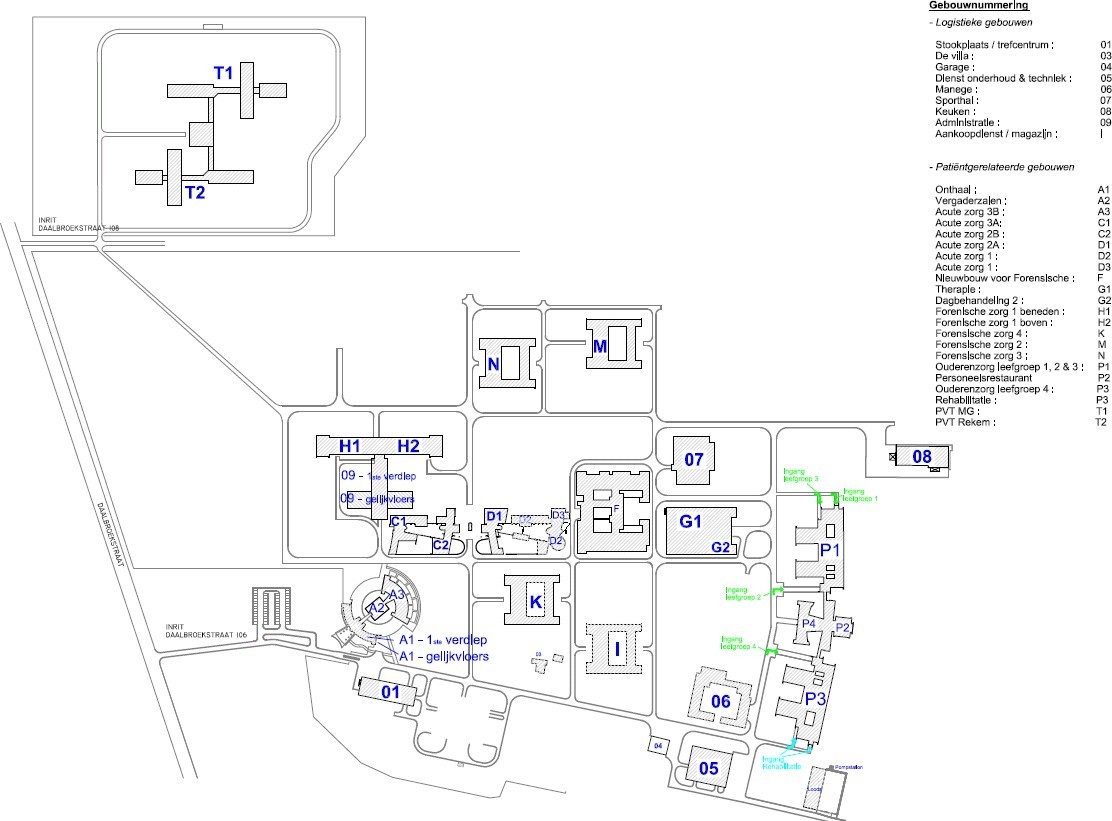 Gebouwnummering
- Logistieke gebouwen
Stookplaats / trefcentrum : 01
De villa : 03
Garage : 04
Dienst onderhoud & techniek : 05
Manege : 06
Sporthal : 07
Keuken : 08
Administratie : 09
Aankoopdienst / magazijn : I
- Patiëntgerelateerde gebouwen
Onthaal : A1
Vergaderzalen : A2
Acute zorg 3B : A3
Acute zorg 3A : C1
Acute zorg 2B : C2
Acute zorg 2A : D1
Acute zorg 1 : D2
Acute zorg 1 : D3
Nieuwbouw voor Forensische : F
Therapie : G1
Dagbehandeling 2 : G2
Forensische zorg 1 beneden : H1
Forensische zorg 1 boven : H2
Forensische zorg 4 : K
Forensische zorg 2 : M
Forensische zorg 3 : N
Ouderenzorg leefgroep 1, 2 & 3 : P1
Personeelsrestaurant P2
Ouderenzorg leefgroep 4 : P3
Rehabilitatie : P3
PVT MG : T1
PVT Rekem : T2
T1
T2
INRIT
DAALBROEKSTRAAT 108
N
M
H1 H2
09 - 1ste verdiep
09 - gelijkvloers
07
08
C1
C2
D1
D2
D3
D2
F
G1
G2
Ingang
leefgroep 3
Ingang
leefgroep 1
P1
DAALBROEKSTRAAT
A3
A2
K
Ingang
leefgroep 2
INRIT
DAALBROEKSTRAAT 106
A1 - 1ste verdiep
A1 - gelijkvloers
P4
P2
Ingang
leefgroep 4
I
03
01
06
P3
04
05
Ingang
Rehabilitatie
Pompstation
Loods